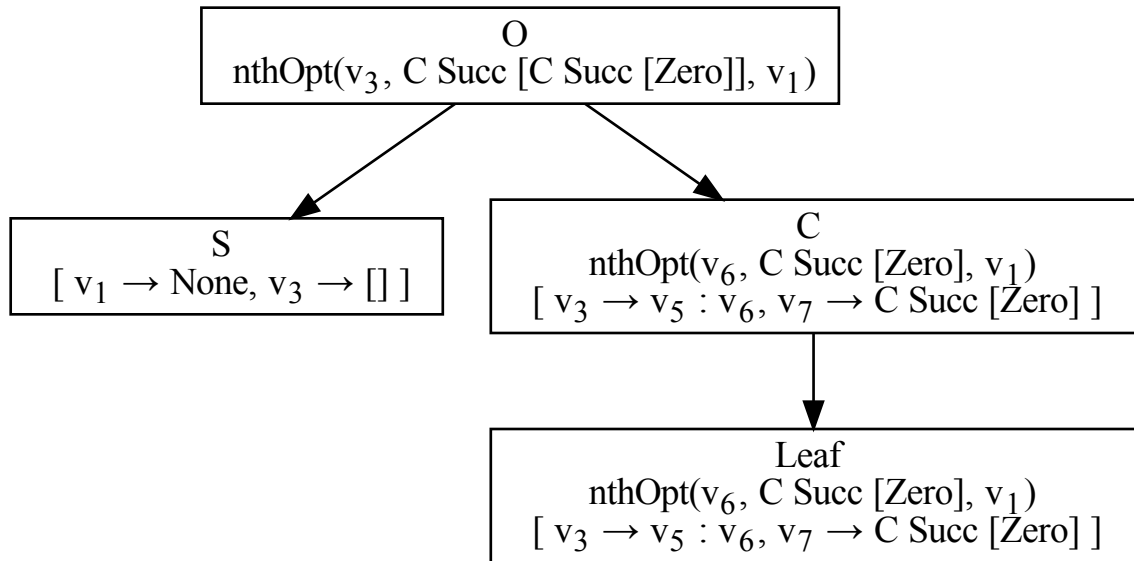 O
nthOpt(v₃, C Succ [C Succ [Zero]], v₁)
S
[ v₁ → None, v₃ → [] ]
C
nthOpt(v₆, C Succ [Zero], v₁)
[ v₃ → v₅ : v₆, v₇ → C Succ [Zero] ]
Leaf
nthOpt(v₆, C Succ [Zero], v₁)
[ v₃ → v₅ : v₆, v₇ → C Succ [Zero] ]